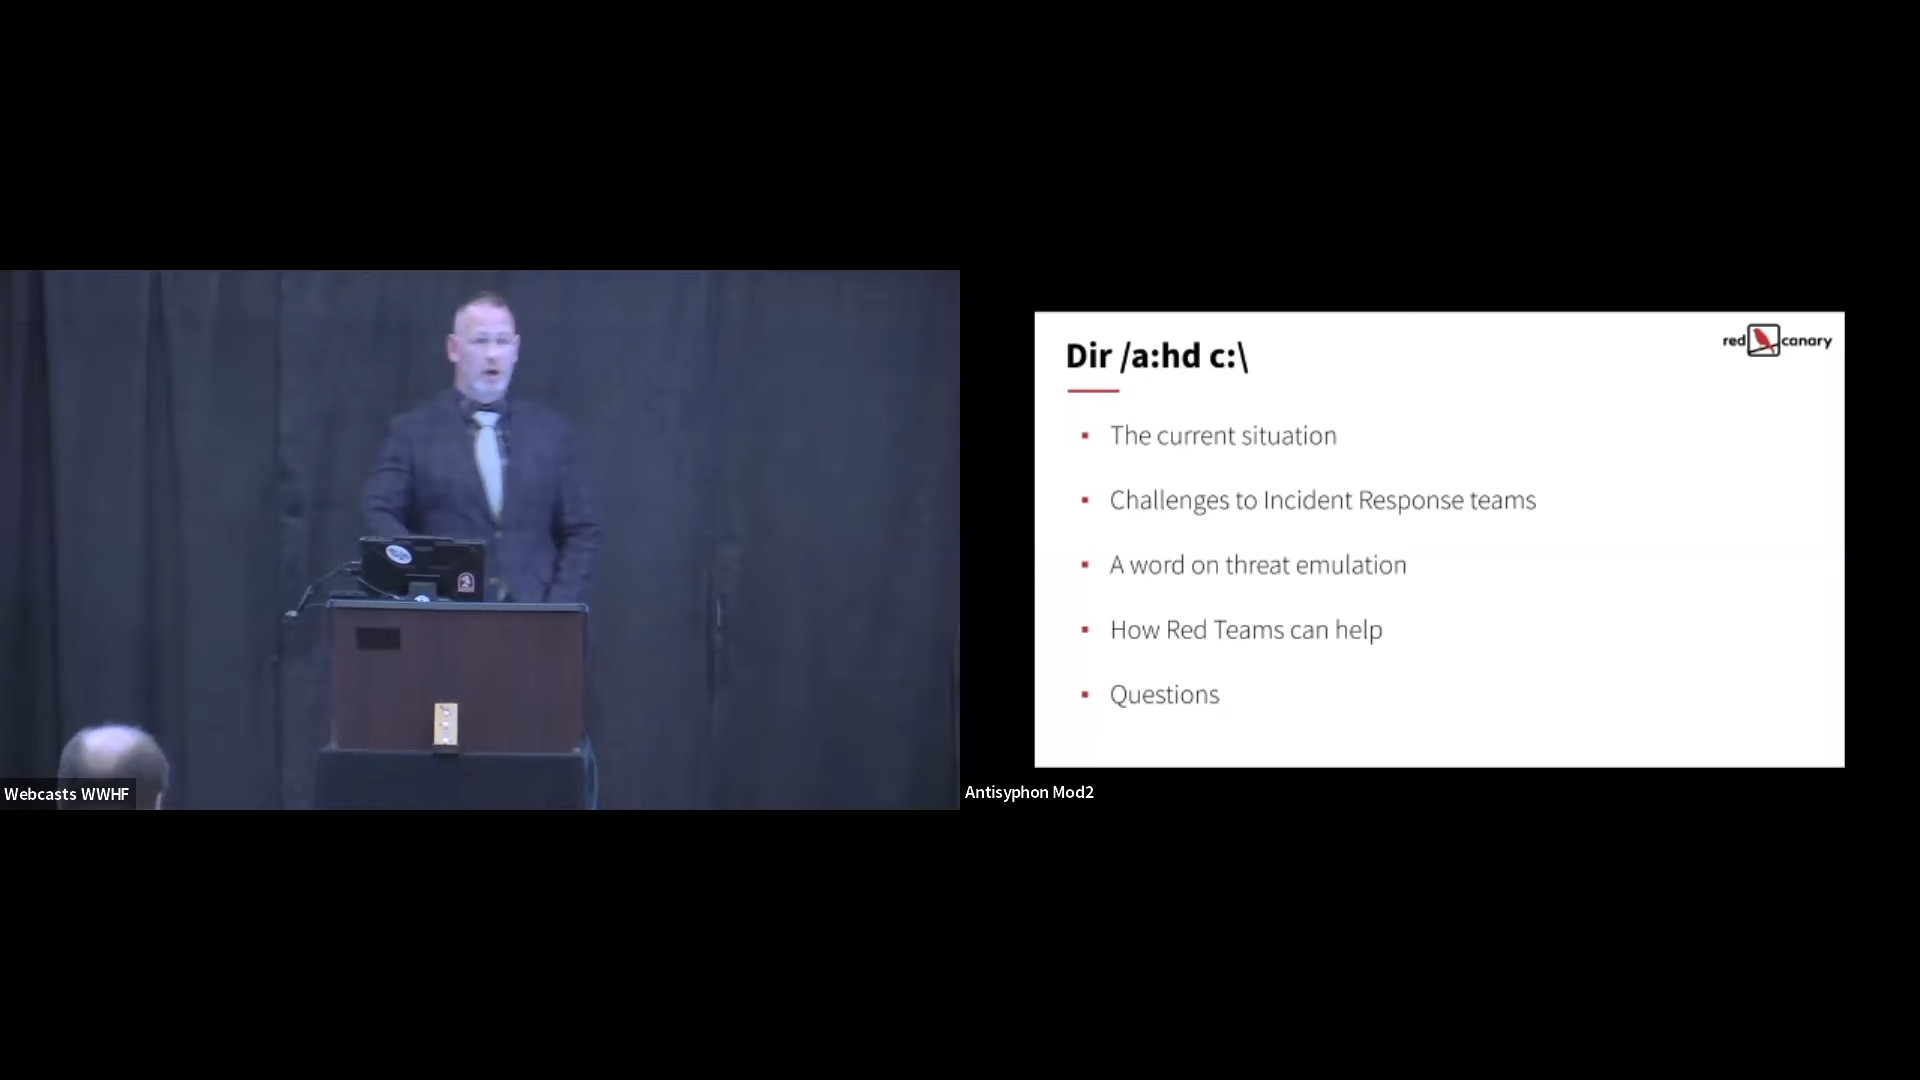 Dir /a:hd c:\
red canary
The current situation
Challenges to Incident Response teams
A word on threat emulation
How Red Teams can help
Questions
Webcasts WWHF
Antisyphon Mod2